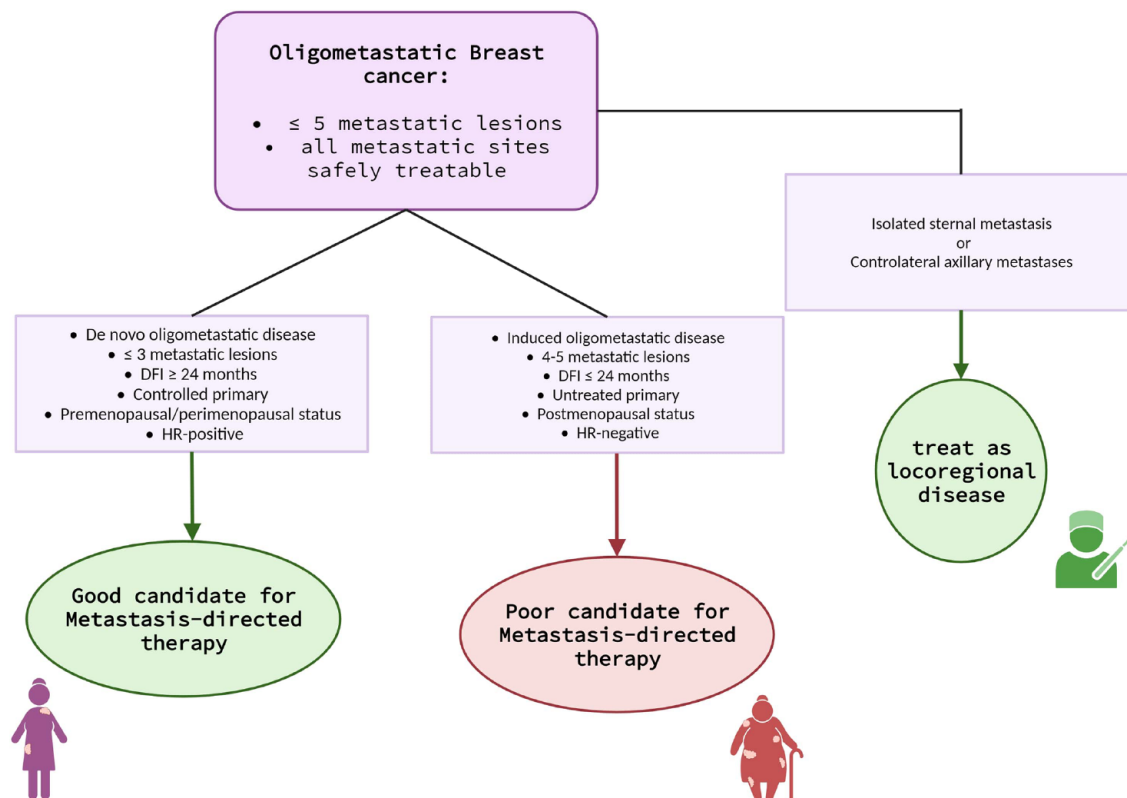 Oligometastatic Breast
cancer:
• ≤ 5 metastatic lesions
• all metastatic sites
safely treatable
Isolated sternal metastasis
or
Controlateral axillary metastases
• De novo oligometastatic disease
• ≤ 3 metastatic lesions
• DFI ≥ 24 months
• Controlled primary
• Premenopausal/perimenopausal status
• HR-positive
• Induced oligometastatic disease
• 4-5 metastatic lesions
• DFI ≤ 24 months
• Untreated primary
• Postmenopausal status
• HR-negative
treat as
locoregional
disease
Good candidate for
Metastasis-directed
therapy
Poor candidate for
Metastasis-directed
therapy